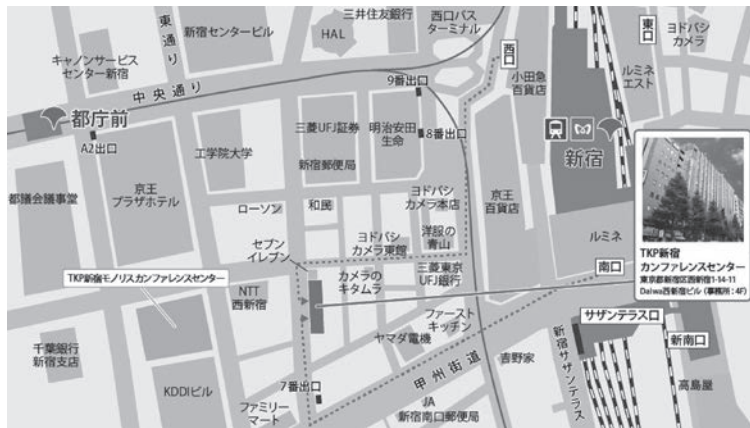 東通り
新宿センタービル
HAL
三井住友銀行
西口バス
ターミナル
西口
小田急
百貨店
東口
ヨドバシ
カメラ
ルミネ
エスト
キャノンサービス
センター新宿
中央通り
都庁前
A2出口
9番出口
8番出口
工学院大学
三菱UFJ証券
明治安田
生命
新宿郵便局
新宿
都議会議事堂
京王
プラザホテル
ローソン
和民
ヨドバシ
カメラ本店
京王
百貨店
セブン
イレブン
ヨドバシ
カメラ東館
洋服の
青山
ルミネ
TKP新宿モノリスカンファレンスセンター
NTT
西新宿
カメラの
キタムラ
三菱東京
UFJ銀行
南口
TKP新宿
カンファレンスセンター
東京都新宿区西新宿1-14-11
Daiwa西新宿ビル(事務所:4F)
ファースト
キッチン
ヤマダ電機
サザンテラス口
新南口
新宿サザンテラス
千葉銀行
新宿支店
KDDIビル
7番出口
甲州街道
吉野家
高島屋
ファミリー
マート
JA
新宿南口郵便局